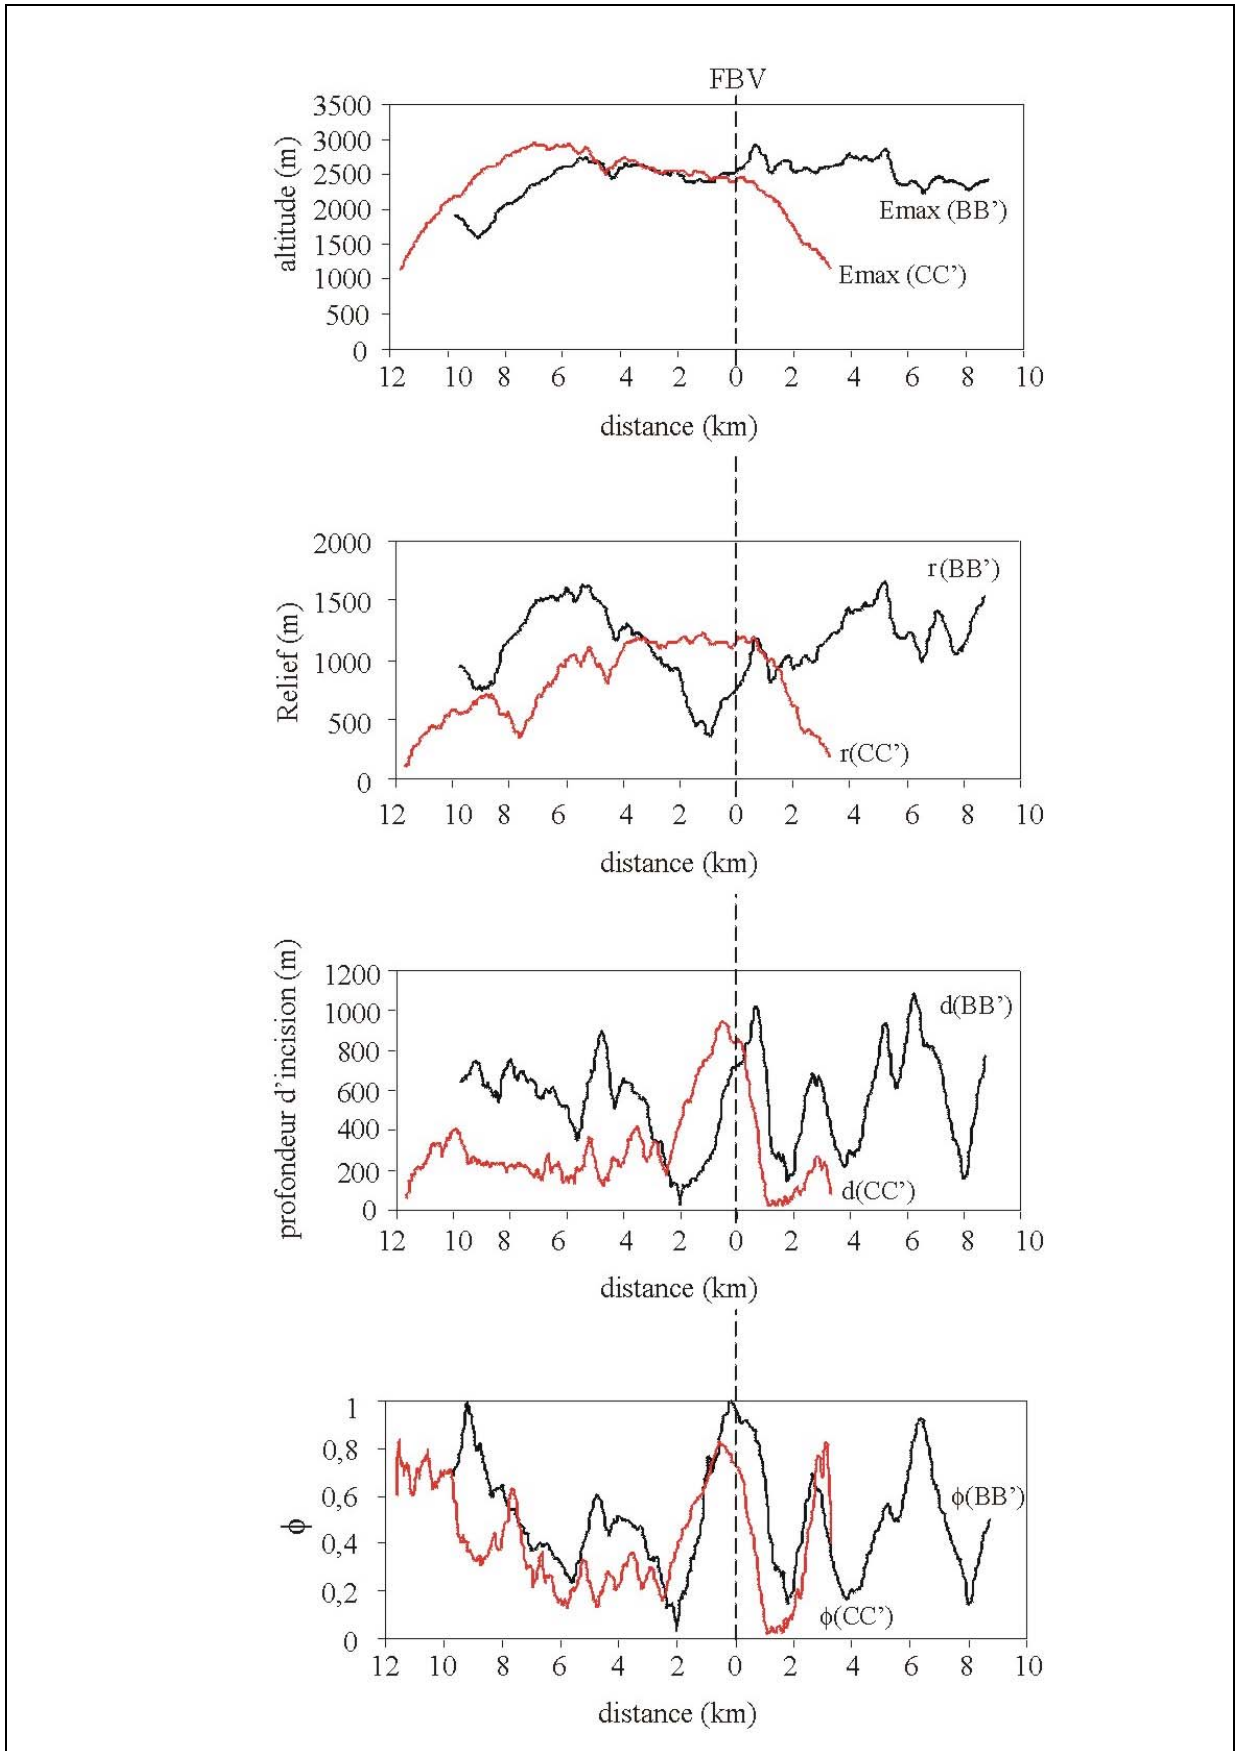 FBV
3500
3000
2500
2000
1500
1000
500
0
altitude (m)
Emax (BB’)
Emax (CC’)
12 10 8 6 4 2 0 2 4 6 8 10
distance (km)
2000
1500
1000
500
0
Relief (m)
r(BB’)
r(CC’)
12 10 8 6 4 2 0 2 4 6 8 10
distance (km)
1200
1000
800
600
400
200
0
profondeur d’incision (m)
d(BB’)
d(CC’)
12 10 8 6 4 2 0 2 4 6 8 10
distance (km)
1
0,8
0,6
0,4
0,2
0
ϕ
ϕ(BB’)
ϕ(CC’)
12 10 8 6 4 2 0 2 4 6 8 10
distance (km)